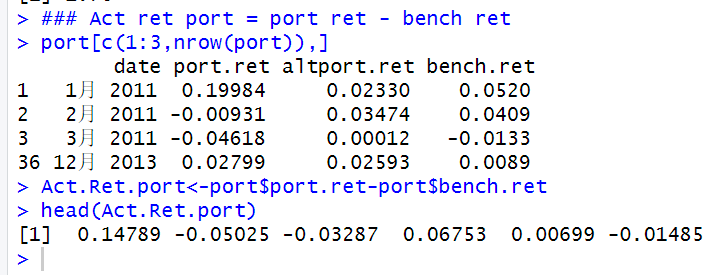 > ### Act ret port = port ret - bench ret
> port[c(1:3,nrow(port)),]
date port.ret altport.ret bench.ret
1 1月 2011 0.19984 0.02330 0.0520
2 2月 2011 -0.00931 0.03474 0.0409
3 3月 2011 -0.04618 0.00012 -0.0133
36 12月 2013 0.02799 0.02593 0.0089
> Act.Ret.port<-port$port.ret-port$bench.ret
> head(Act.Ret.port)
[1] 0.14789 -0.05025 -0.03287 0.06753 0.00699 -0.01485
>